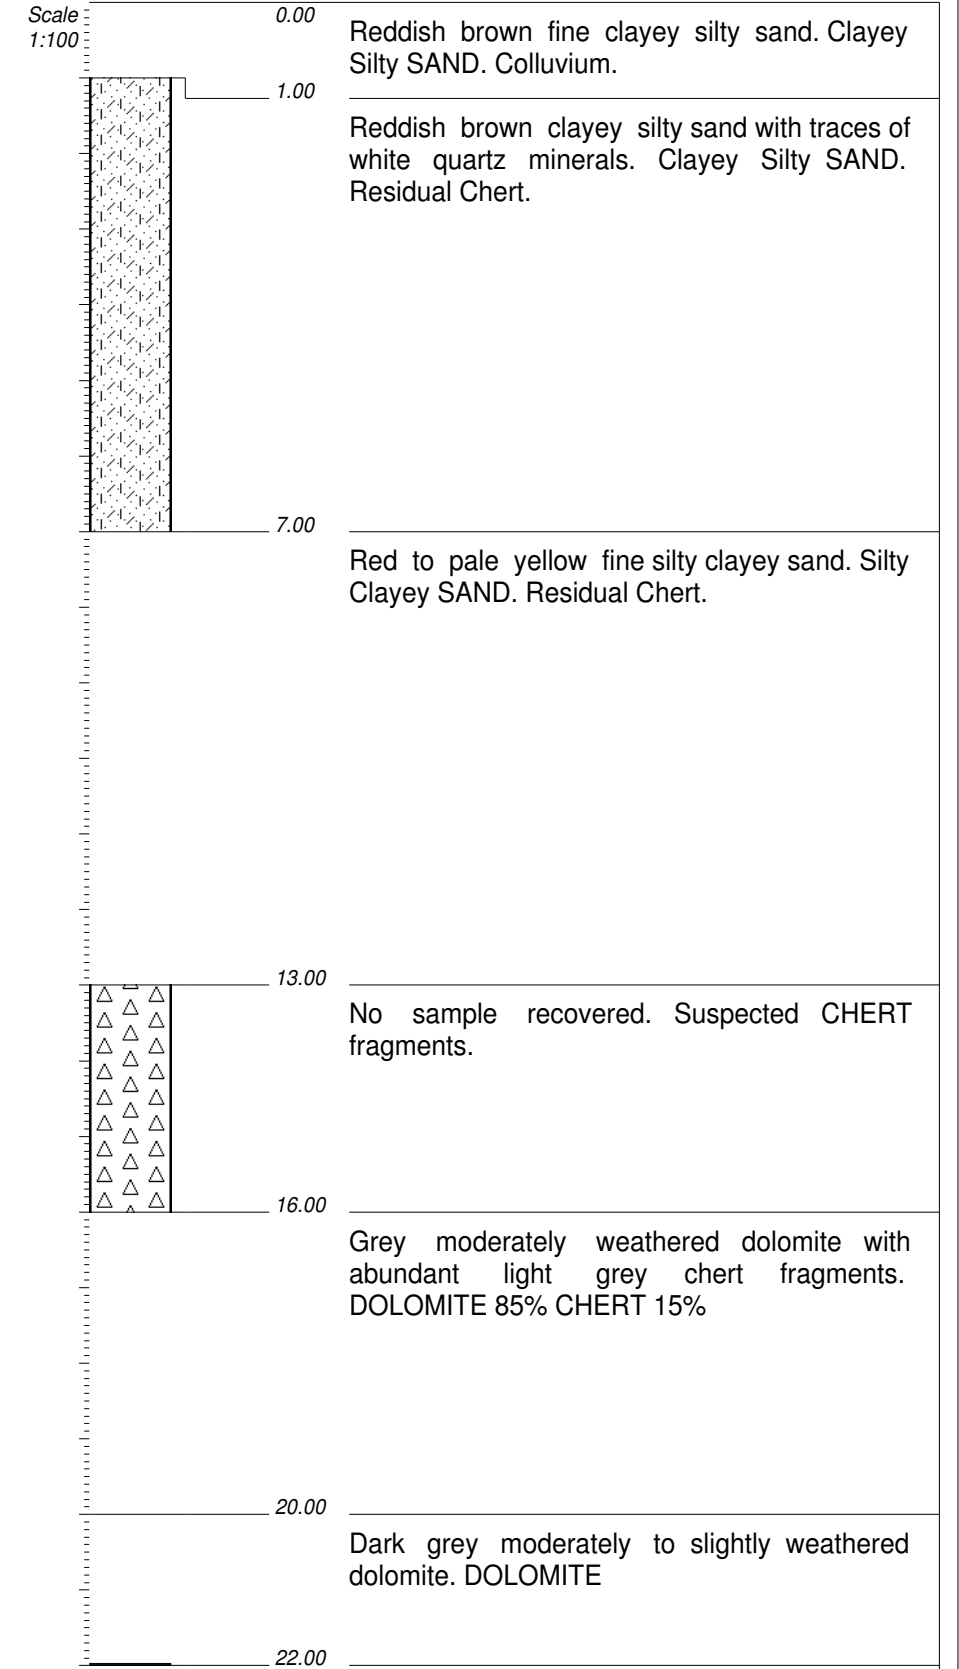 Scale
1:100
0.00
Reddish brown fine clayey silty sand. Clayey
Silty SAND. Colluvium.
1.00
Reddish brown clayey silty sand with traces of
white quartz minerals. Clayey Silty SAND.
Residual Chert.
7.00
Red to pale yellow fine silty clayey sand. Silty
Clayey SAND. Residual Chert.
13.00
No sample recovered. Suspected CHERT
fragments.
16.00
Grey moderately weathered dolomite with
abundant light grey chert fragments.
DOLOMITE 85% CHERT 15%
20.00
Dark grey moderately to slightly weathered
dolomite. DOLOMITE
22.00